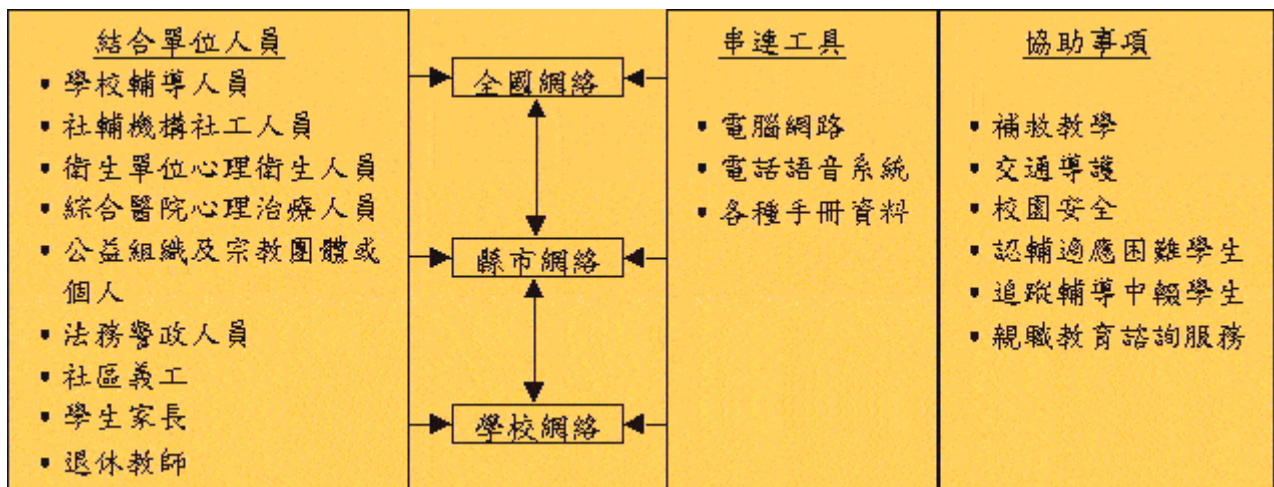 結合單位人員
• 學校輔導人員
• 社輔機構社工人員
• 衛生單位心理衛生人員
• 綜合醫院心理治療人員
• 公益組織及宗教團體或
個人
• 法務警政人員
• 社區義工
• 學生家長
• 退休教師
全國網絡
縣市網絡
學校網絡
串連工具
• 電腦網路
• 電話語音系統
• 各種手冊資料
協助事項
• 補救教學
• 交通導護
• 校園安全
• 認輔適應困難學生
• 追蹤輔導中輟學生
• 親職教育諮詢服務